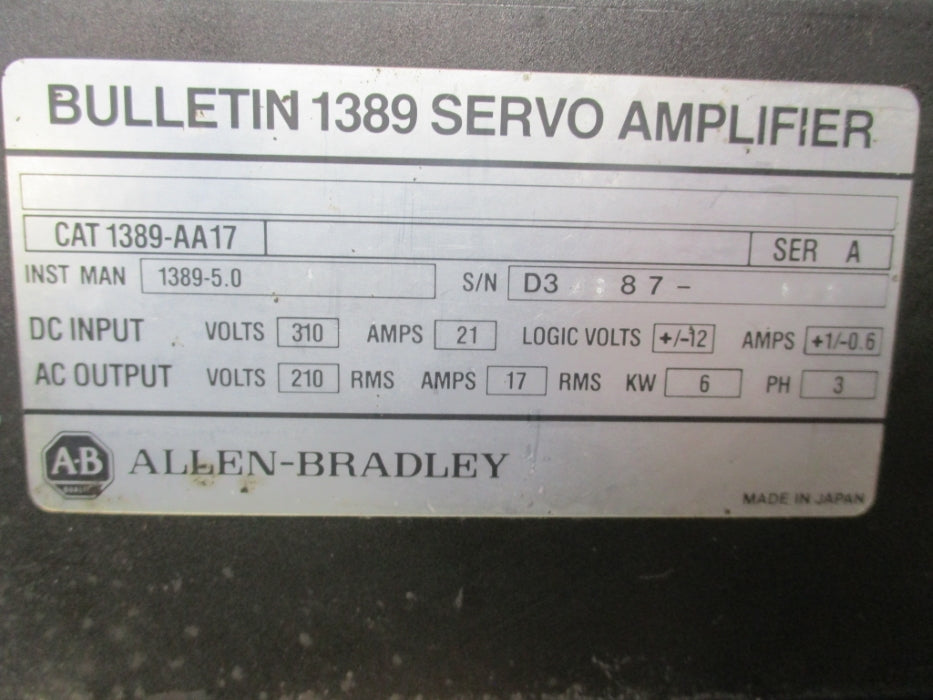 BULLETIN 1389 SERVO AMPLIFIER
CAT 1389-AA17 SER A
INST MAN 1389-5.0 S/N D3 87-
DC INPUT VOLTS 310 AMPS 21 LOGIC VOLTS +/-12 AMPS +1/-0.6
AC OUTPUT VOLTS 210 RMS AMPS 17 RMS KW 6 PH 3
A-B ALLEN-BRADLEY
MADE IN JAPAN